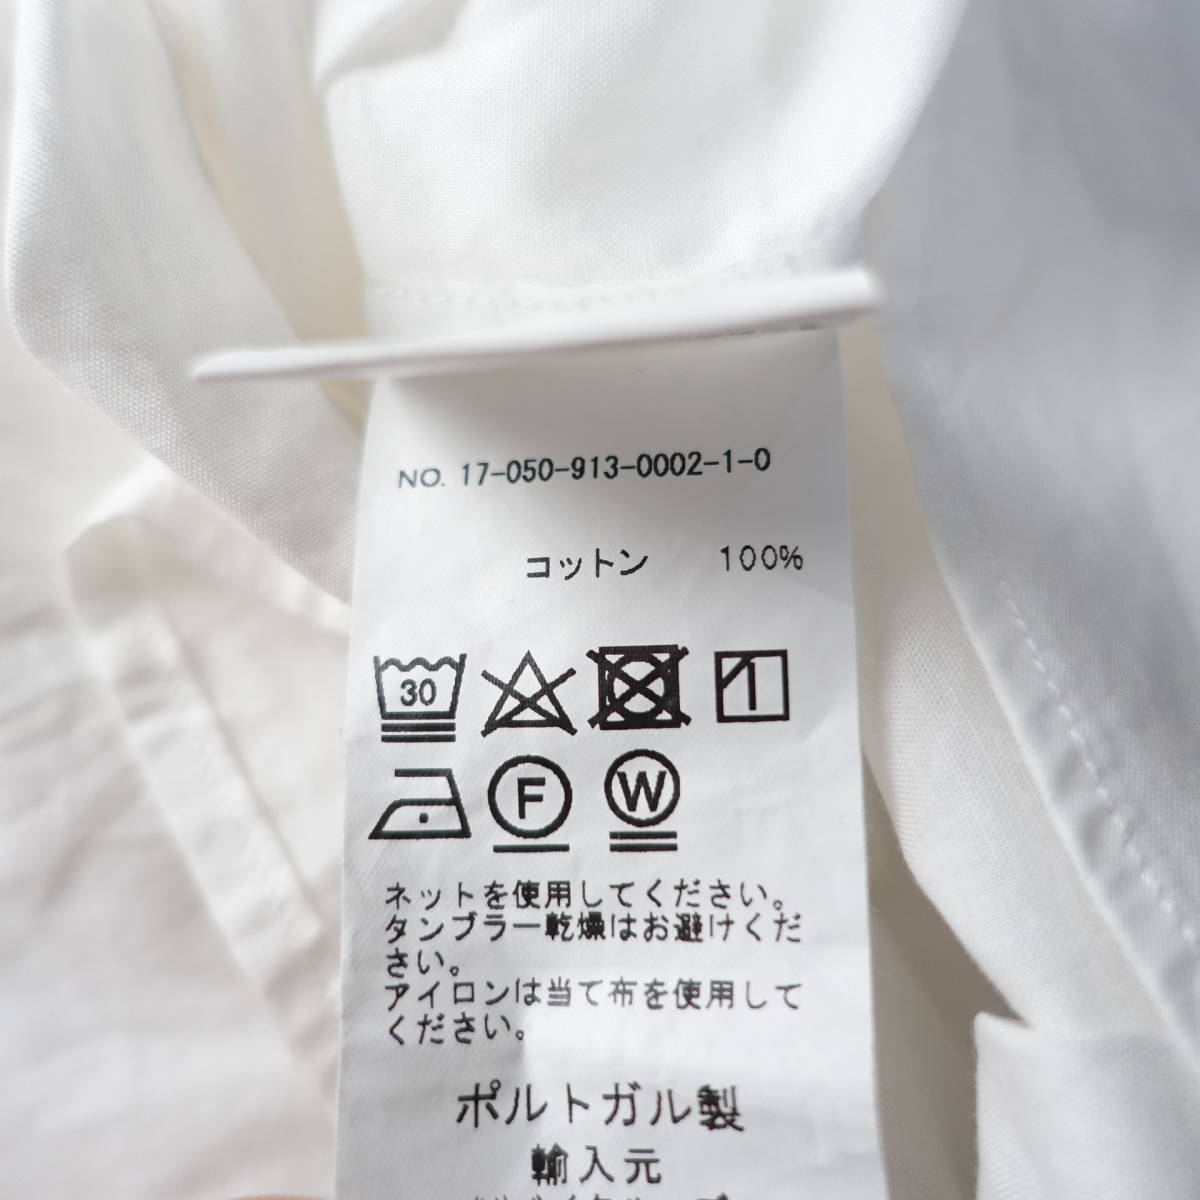 NO. 17-050-913-0002-1-0
コットン 100%
30
F W
ネットを使用してください。
タンブラー乾燥はお避けくだ
さい。
アイロンは当て布を使用して
ください。
ポルトガル製
輸入元